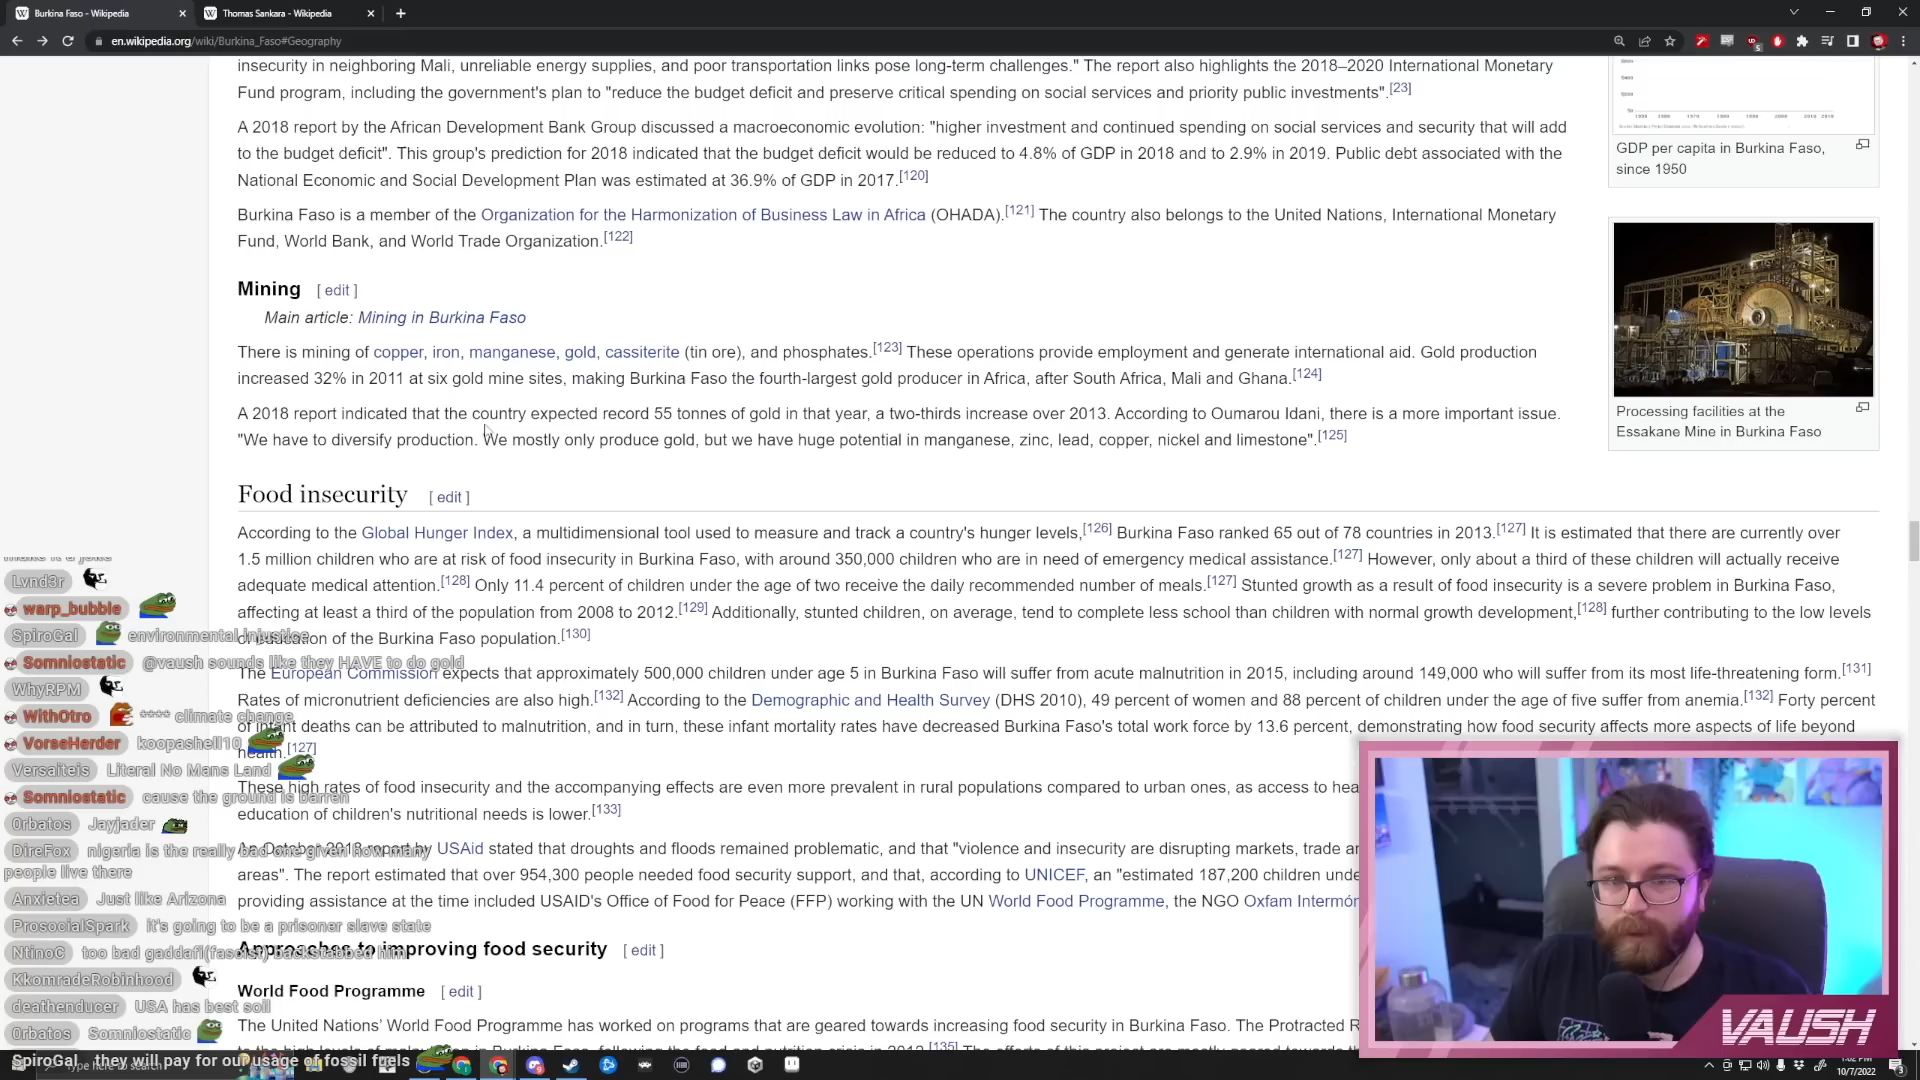 Burkina Faso - Wikipedia
Thomas Sankara - Wikipedia
en.wikipedia.org/wiki/Burkina_Faso#Geography
insecurity in neighboring Mali, unreliable energy supplies, and poor transportation links pose long-term challenges." The report also highlights the 2018–2020 International Monetary
Fund program, including the government's plan to "reduce the budget deficit and preserve critical spending on social services and priority public investments".[23]
A 2018 report by the African Development Bank Group discussed a macroeconomic evolution: "higher investment and continued spending on social services and security that will add
to the budget deficit". This group's prediction for 2018 indicated that the budget deficit would be reduced to 4.8% of GDP in 2018 and to 2.9% in 2019. Public debt associated with the
National Economic and Social Development Plan was estimated at 36.9% of GDP in 2017.[120]
Burkina Faso is a member of the Organization for the Harmonization of Business Law in Africa (OHADA).[121] The country also belongs to the United Nations, International Monetary
Fund, World Bank, and World Trade Organization.[122]
GDP per capita in Burkina Faso,
since 1950
Mining [ edit ]
Main article: Mining in Burkina Faso
There is mining of copper, iron, manganese, gold, cassiterite (tin ore), and phosphates.[123] These operations provide employment and generate international aid. Gold production
increased 32% in 2011 at six gold mine sites, making Burkina Faso the fourth-largest gold producer in Africa, after South Africa, Mali and Ghana.[124]
A 2018 report indicated that the country expected record 55 tonnes of gold in that year, a two-thirds increase over 2013. According to Oumarou Idani, there is a more important issue.
"We have to diversify production. We mostly only produce gold, but we have huge potential in manganese, zinc, lead, copper, nickel and limestone".[125]
Processing facilities at the
Essakane Mine in Burkina Faso
Food insecurity [ edit ]
According to the Global Hunger Index, a multidimensional tool used to measure and track a country's hunger levels,[126] Burkina Faso ranked 65 out of 78 countries in 2013.[127] It is estimated that there are currently over
1.5 million children who are at risk of food insecurity in Burkina Faso, with around 350,000 children who are in need of emergency medical assistance.[127] However, only about a third of these children will actually receive
adequate medical attention.[128] Only 11.4 percent of children under the age of two receive the daily recommended number of meals.[127] Stunted growth as a result of food insecurity is a severe problem in Burkina Faso,
affecting at least a third of the population from 2008 to 2012.[129] Additionally, stunted children, on average, tend to complete less school than children with normal growth development,[128] further contributing to the low levels
of education of the Burkina Faso population.[130]
The European Commission expects that approximately 500,000 children under age 5 in Burkina Faso will suffer from acute malnutrition in 2015, including around 149,000 who will suffer from its most life-threatening form.[131]
Rates of micronutrient deficiencies are also high.[132] According to the Demographic and Health Survey (DHS 2010), 49 percent of women and 88 percent of children under the age of five suffer from anemia.[132] Forty percent
of infant deaths can be attributed to malnutrition, and in turn, these infant mortality rates have decreased Burkina Faso's total work force by 13.6 percent, demonstrating how food security affects more aspects of life beyond
health.[127]
These high rates of food insecurity and the accompanying effects are even more prevalent in rural populations compared to urban ones, as access to hea
education of children's nutritional needs is lower.[133]
An October 2018 report by USAid stated that droughts and floods remained problematic, and that "violence and insecurity are disrupting markets, trade ar
areas". The report estimated that over 954,300 people needed food security support, and that, according to UNICEF, an "estimated 187,200 children unde
providing assistance at the time included USAID's Office of Food for Peace (FFP) working with the UN World Food Programme, the NGO Oxfam Intermón
Approaches to improving food security [ edit ]
World Food Programme [ edit ]
The United Nations' World Food Programme has worked on programs that are geared towards increasing food security in Burkina Faso. The Protracted R
make it a joke
Lvnd3r
warp_bubble
SpiroGal environmental injustice
Somniostatic @vaush sounds like they HAVE to do gold
WhyRPM
WithOtro **** climate change
VorseHerder koopashell10
Versaiteis Literal No Mans Land
Somniostatic cause the ground is barren
0rbatos Jayjader
DireFox nigeria is the really bad one given how many
people live there
Anxietea Just like Arizona
ProsocialSpark it's going to be a prisoner slave state
NtinoC too bad gaddafi(fascist) backstabbed him
KkomradeRobinhood
deathenducer USA has best soil
0rbatos Somniostatic
SpiroGal they will pay for our usage of fossil fuels
Type here to search
VAUSH
1:02 PM
10/7/2022